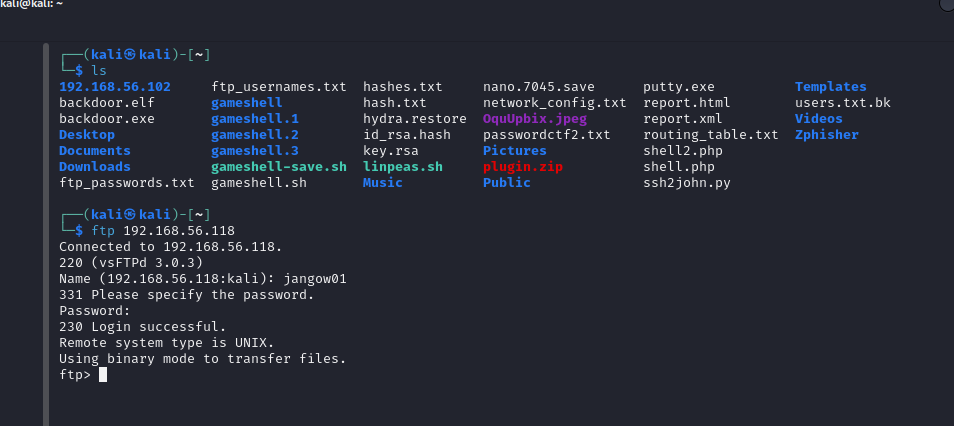 kali@kali: ~
┌──(kali㉿kali)-[~]
└─$ ls
192.168.56.102 ftp_usernames.txt hashes.txt nano.7045.save putty.exe Templates
backdoor.elf gameshell hash.txt network_config.txt report.html users.txt.bk
backdoor.exe gameshell.1 hydra.restore OquUpbix.jpeg report.xml Videos
Desktop gameshell.2 id_rsa.hash passwordctf2.txt routing_table.txt Zphisher
Documents gameshell.3 key.rsa Pictures shell2.php
Downloads gameshell-save.sh linpeas.sh plugin.zip shell.php
ftp_passwords.txt gameshell.sh Music Public ssh2john.py
┌──(kali㉿kali)-[~]
└─$ ftp 192.168.56.118
Connected to 192.168.56.118.
220 (vsFTPd 3.0.3)
Name (192.168.56.118:kali): jangow01
331 Please specify the password.
Password:
230 Login successful.
Remote system type is UNIX.
Using binary mode to transfer files.
ftp>